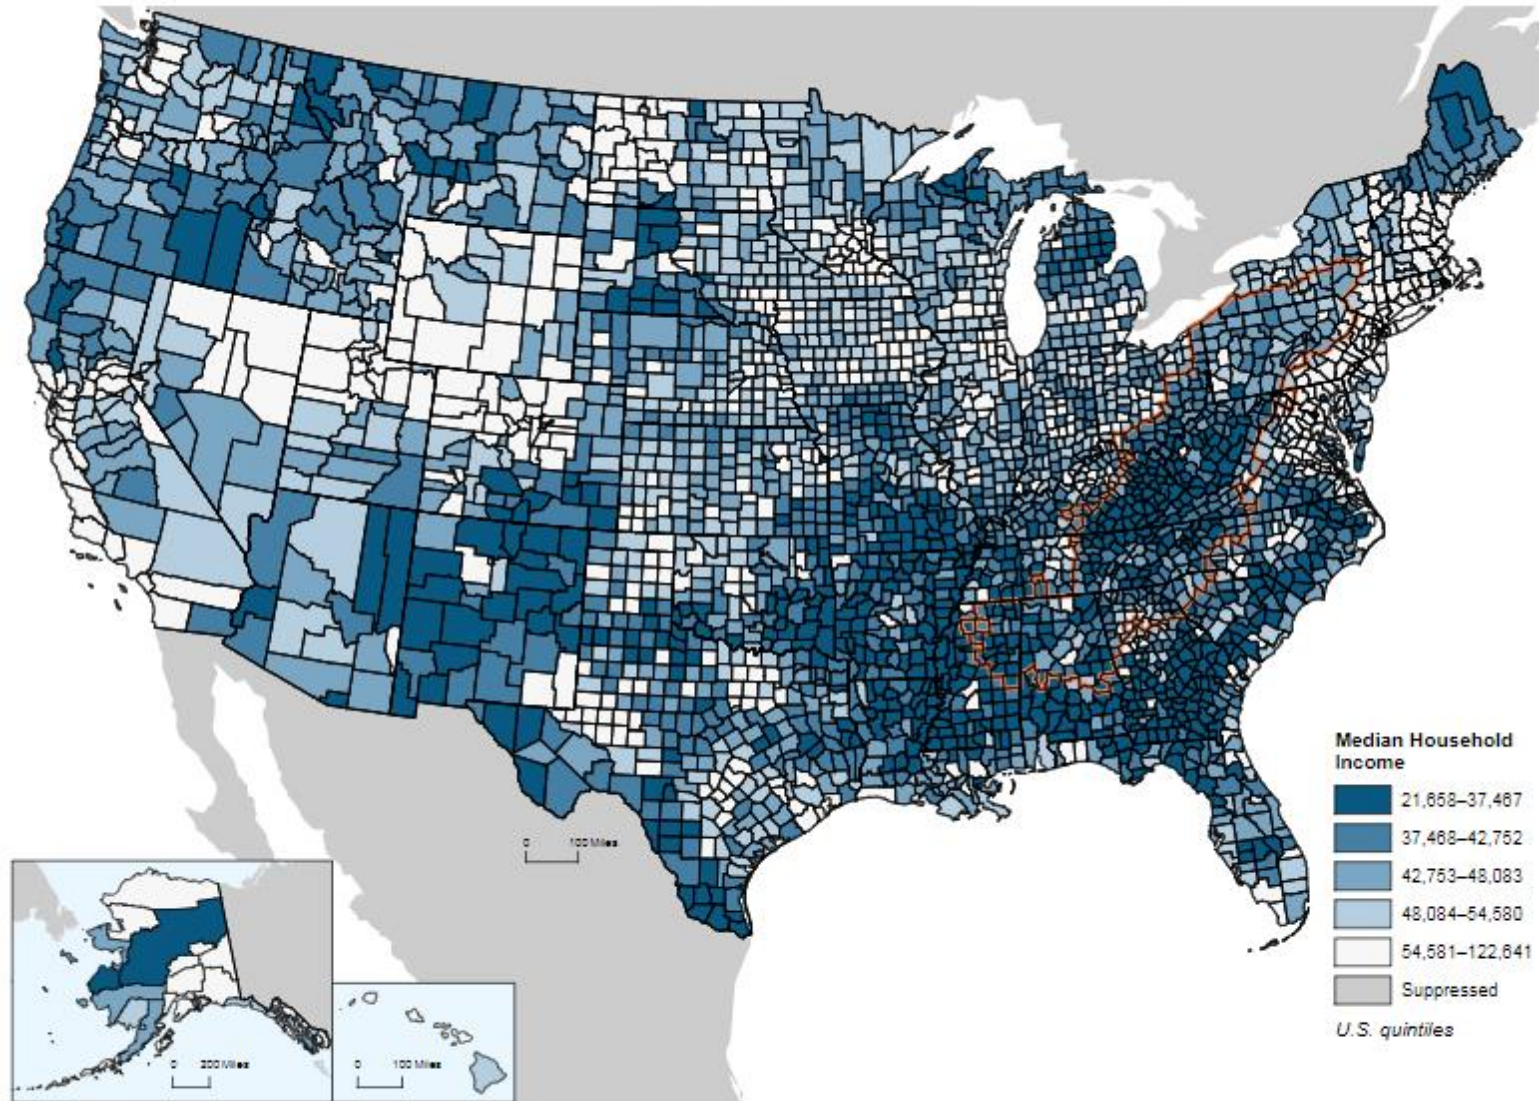 Median Household
Income
21,658–37,467
37,468–42,752
42,753–48,083
48,084–54,580
54,581–122,641
Suppressed
U.S. quintiles
0 100 Miles
0 200 Miles
0 100 Miles